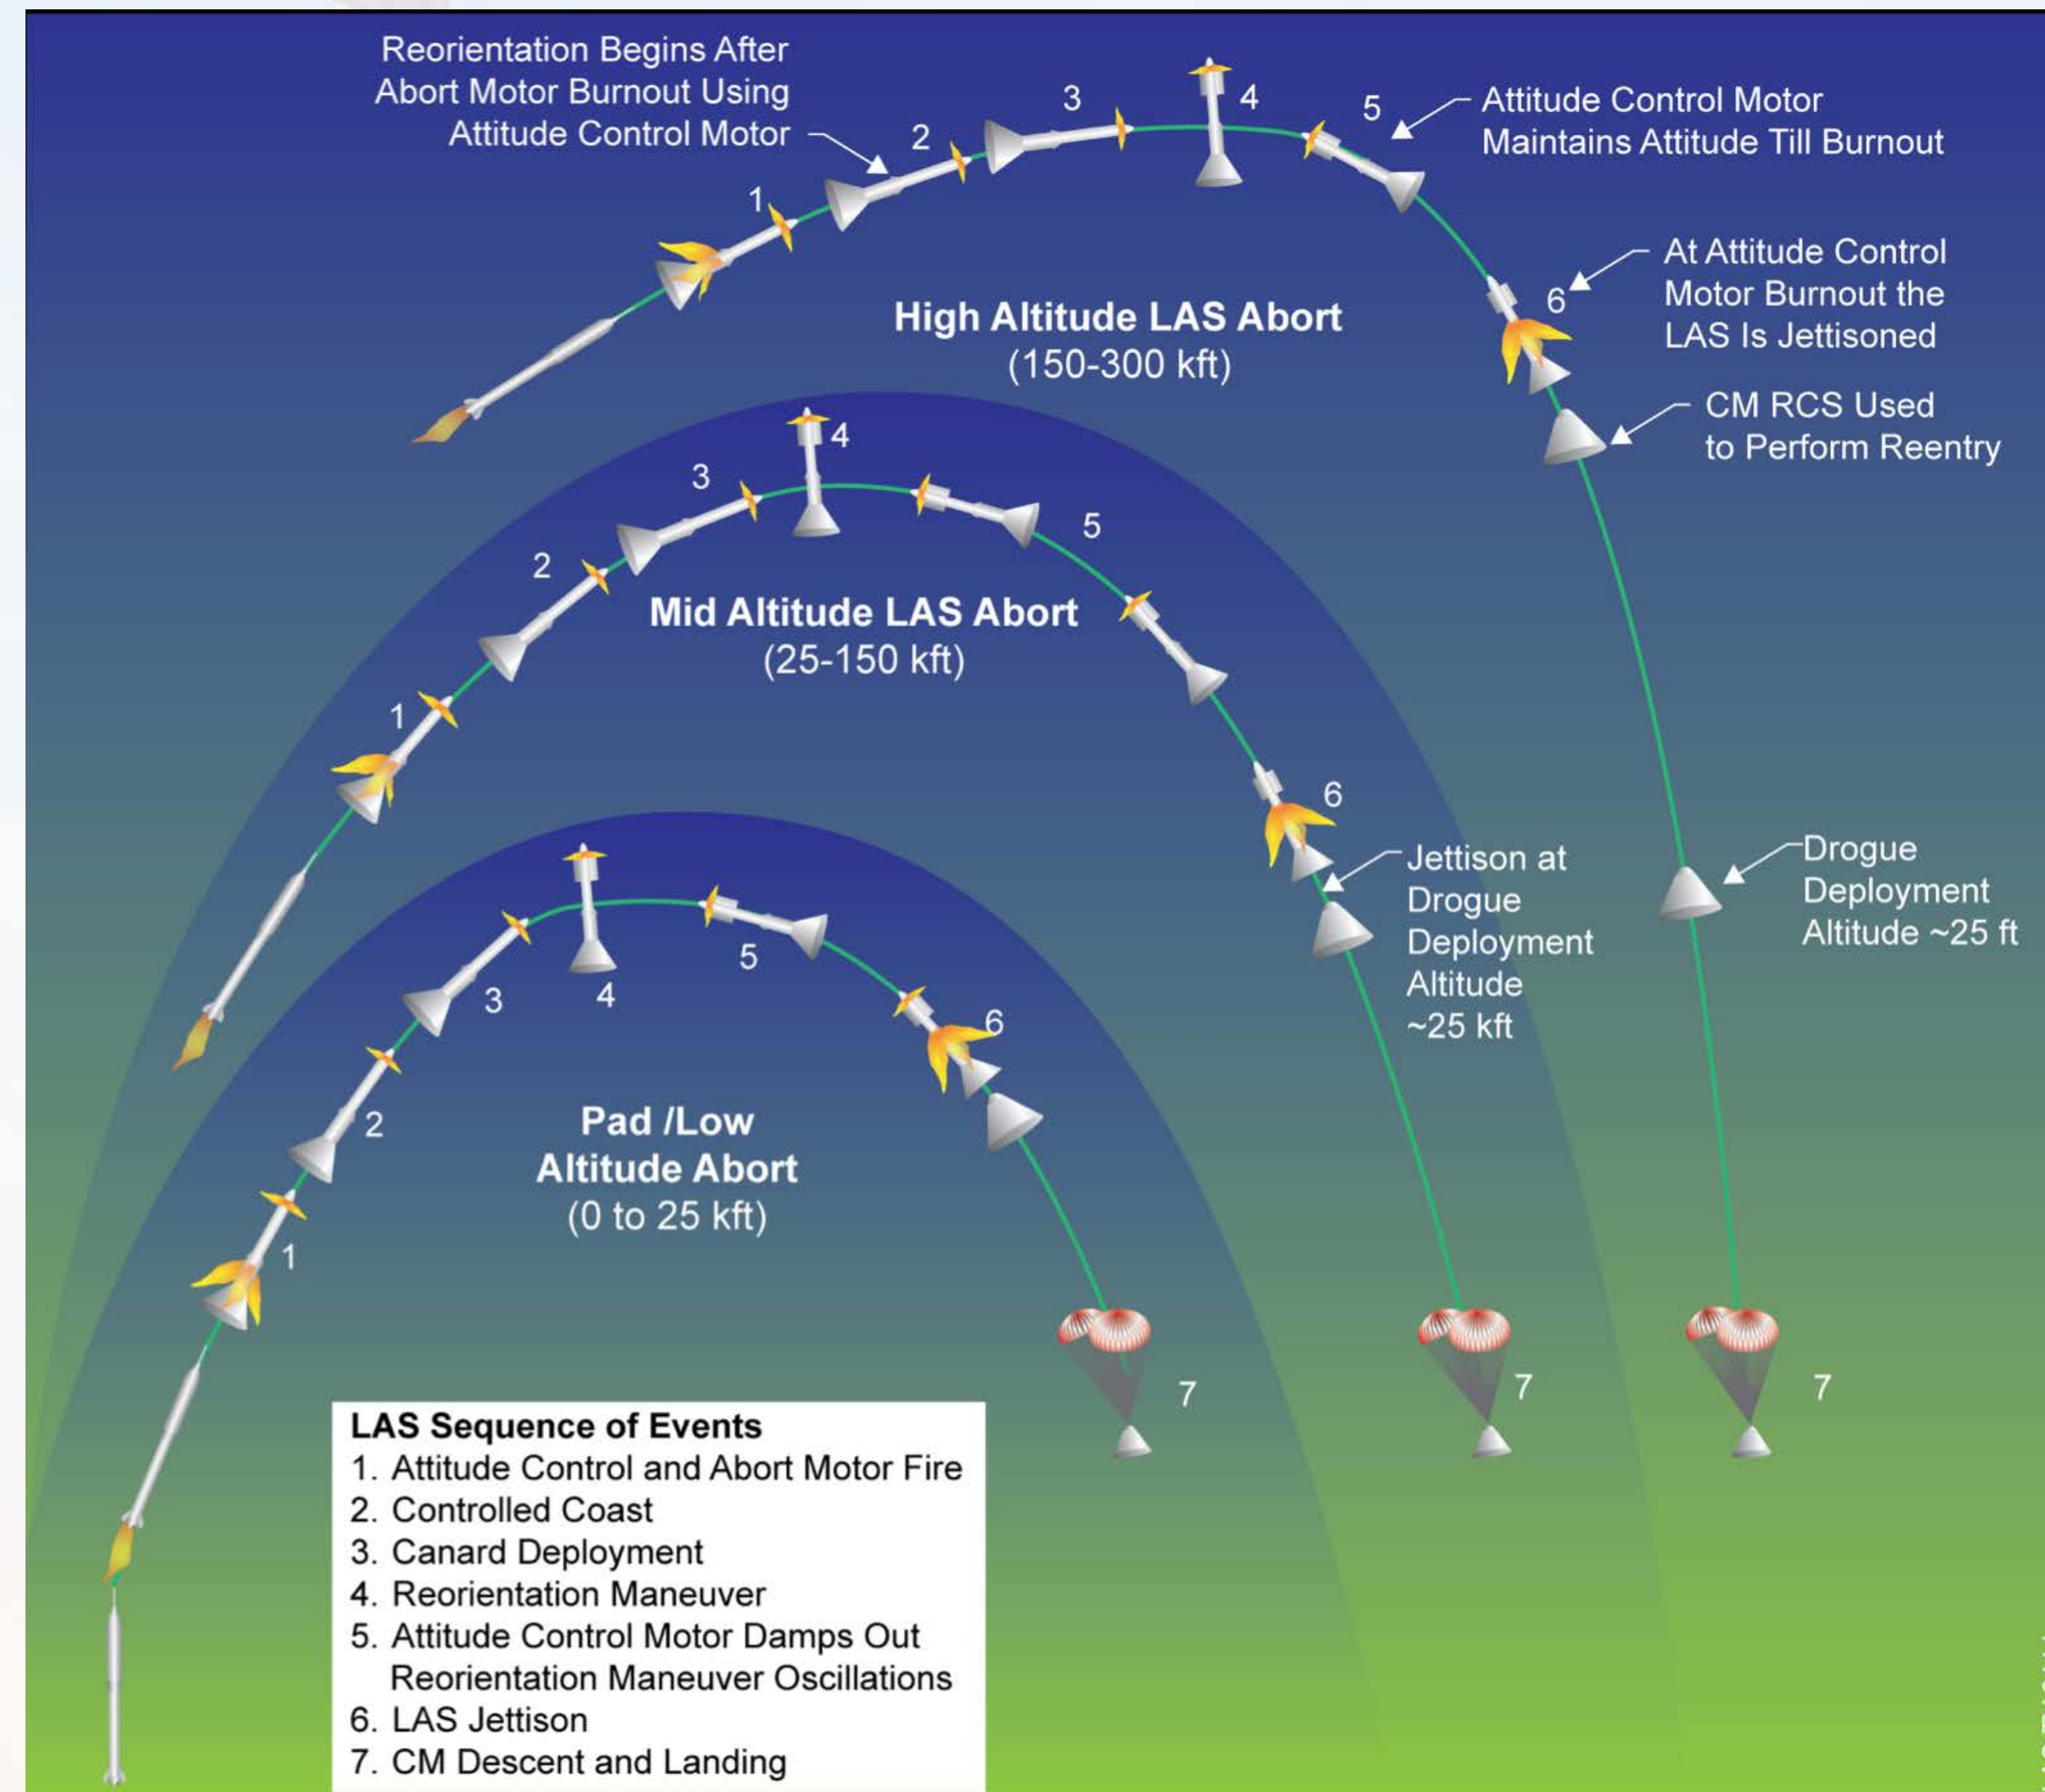 Reorientation Begins After
Abort Motor Burnout Using
Attitude Control Motor
1
2
3
4
5
Attitude Control Motor
Maintains Attitude Till Burnout
6
At Attitude Control
Motor Burnout the
LAS Is Jettisoned
High Altitude LAS Abort
(150-300 kft)
CM RCS Used
to Perform Reentry
Drogue
Deployment
Altitude ~25 ft
7
1
2
3
4
5
6
Mid Altitude LAS Abort
(25-150 kft)
Jettison at
Drogue
Deployment
Altitude
~25 kft
7
1
2
3
4
5
6
Pad /Low
Altitude Abort
(0 to 25 kft)
7
LAS Sequence of Events
1. Attitude Control and Abort Motor Fire
2. Controlled Coast
3. Canard Deployment
4. Reorientation Maneuver
5. Attitude Control Motor Damps Out
Reorientation Maneuver Oscillations
6. LAS Jettison
7. CM Descent and Landing